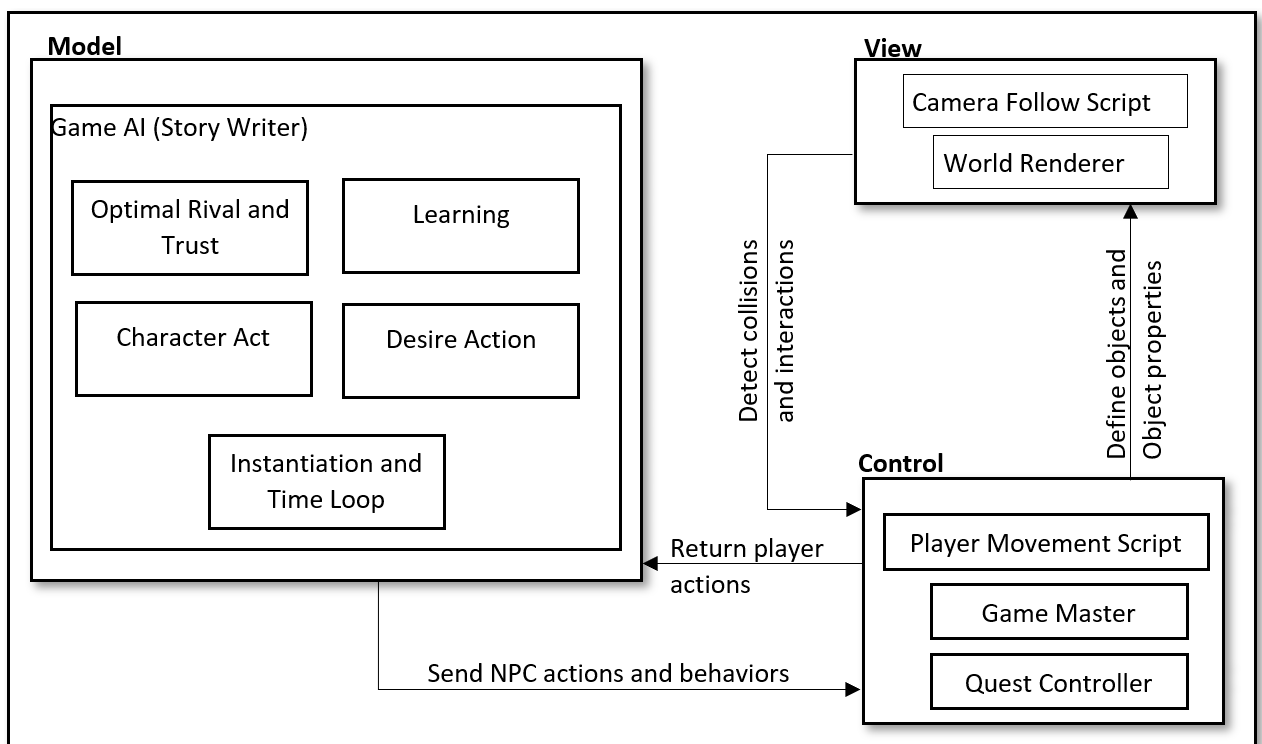 Model
Game AI (Story Writer)
Optimal Rival and
Trust
Learning
Character Act
Desire Action
Instantiation and
Time Loop
View
Camera Follow Script
World Renderer
Detect collisions
and interactions
Define objects and
Object properties
Control
Player Movement Script
Game Master
Quest Controller
Return player
actions
Send NPC actions and behaviors